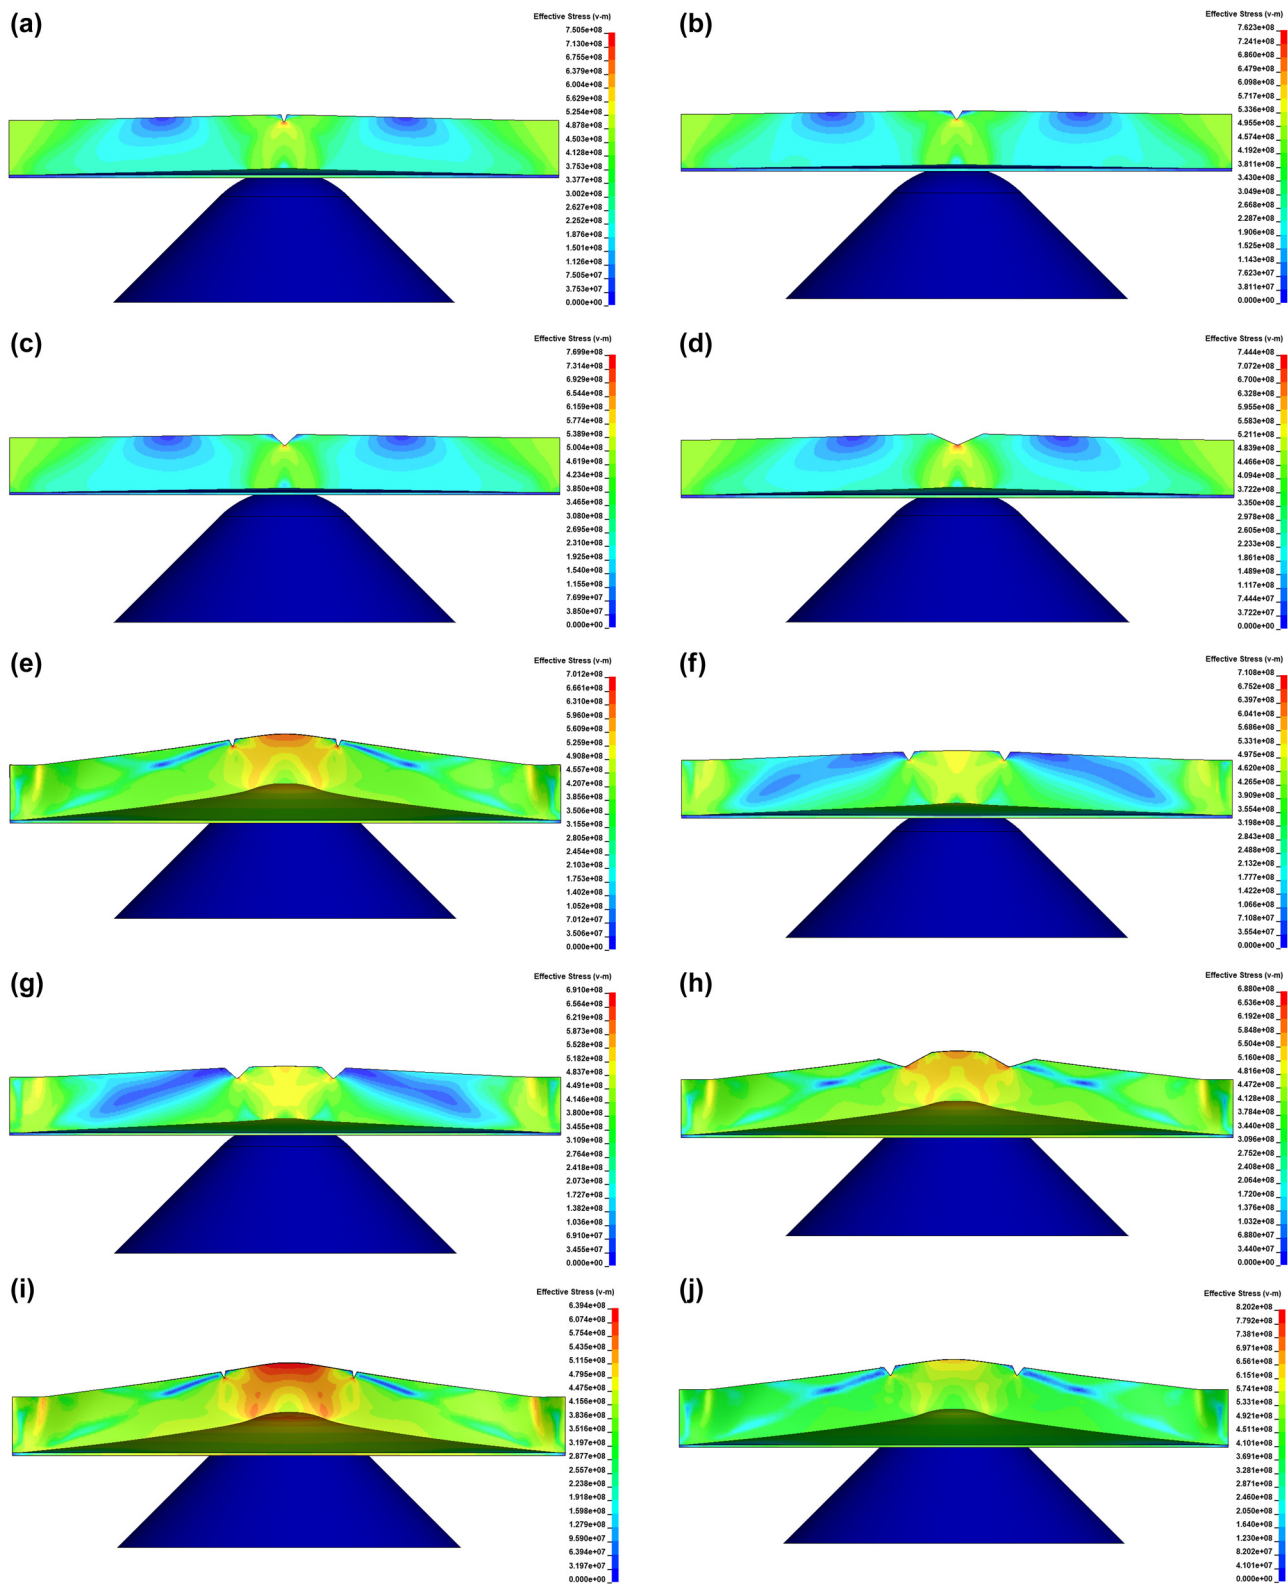 (a)
Effective Stress (v-m)
7.505e+08
7.130e+08
6.755e+08
6.379e+08
6.004e+08
5.629e+08
5.254e+08
4.878e+08
4.503e+08
4.128e+08
3.753e+08
3.377e+08
3.002e+08
2.627e+08
2.252e+08
1.876e+08
1.501e+08
1.126e+08
7.505e+07
3.753e+07
0.000e+00
(b)
Effective Stress (v-m)
7.623e+08
7.241e+08
6.860e+08
6.479e+08
6.098e+08
5.717e+08
5.336e+08
4.955e+08
4.574e+08
4.192e+08
3.811e+08
3.430e+08
3.049e+08
2.668e+08
2.287e+08
1.906e+08
1.525e+08
1.143e+08
7.623e+07
3.811e+07
0.000e+00
(c)
Effective Stress (v-m)
7.699e+08
7.314e+08
6.929e+08
6.544e+08
6.159e+08
5.774e+08
5.389e+08
5.004e+08
4.619e+08
4.234e+08
3.850e+08
3.465e+08
3.080e+08
2.695e+08
2.310e+08
1.925e+08
1.540e+08
1.155e+08
7.699e+07
3.850e+07
0.000e+00
(d)
Effective Stress (v-m)
7.444e+08
7.072e+08
6.700e+08
6.328e+08
5.955e+08
5.583e+08
5.211e+08
4.839e+08
4.466e+08
4.094e+08
3.722e+08
3.350e+08
2.978e+08
2.605e+08
2.233e+08
1.861e+08
1.489e+08
1.117e+08
7.444e+07
3.722e+07
0.000e+00
(e)
Effective Stress (v-m)
7.012e+08
6.661e+08
6.310e+08
5.960e+08
5.609e+08
5.259e+08
4.908e+08
4.557e+08
4.207e+08
3.856e+08
3.506e+08
3.155e+08
2.805e+08
2.454e+08
2.103e+08
1.753e+08
1.402e+08
1.052e+08
7.012e+07
3.506e+07
0.000e+00
(f)
Effective Stress (v-m)
7.108e+08
6.752e+08
6.397e+08
6.041e+08
5.686e+08
5.331e+08
4.975e+08
4.620e+08
4.265e+08
3.909e+08
3.554e+08
3.198e+08
2.843e+08
2.488e+08
2.132e+08
1.777e+08
1.422e+08
1.066e+08
7.108e+07
3.554e+07
0.000e+00
(g)
Effective Stress (v-m)
6.910e+08
6.564e+08
6.219e+08
5.873e+08
5.528e+08
5.182e+08
4.837e+08
4.491e+08
4.146e+08
3.800e+08
3.455e+08
3.109e+08
2.764e+08
2.418e+08
2.073e+08
1.727e+08
1.382e+08
1.036e+08
6.910e+07
3.455e+07
0.000e+00
(h)
Effective Stress (v-m)
6.880e+08
6.536e+08
6.192e+08
5.848e+08
5.504e+08
5.160e+08
4.816e+08
4.472e+08
4.128e+08
3.784e+08
3.440e+08
3.096e+08
2.752e+08
2.408e+08
2.064e+08
1.720e+08
1.376e+08
1.032e+08
6.880e+07
3.440e+07
0.000e+00
(i)
Effective Stress (v-m)
6.394e+08
6.074e+08
5.754e+08
5.435e+08
5.115e+08
4.795e+08
4.475e+08
4.156e+08
3.836e+08
3.516e+08
3.197e+08
2.877e+08
2.557e+08
2.238e+08
1.918e+08
1.598e+08
1.279e+08
9.590e+07
6.394e+07
3.197e+07
0.000e+00
(j)
Effective Stress (v-m)
8.202e+08
7.792e+08
7.381e+08
6.971e+08
6.561e+08
6.151e+08
5.741e+08
5.331e+08
4.921e+08
4.511e+08
4.101e+08
3.691e+08
3.281e+08
2.871e+08
2.460e+08
2.050e+08
1.640e+08
1.230e+08
8.202e+07
4.101e+07
0.000e+00